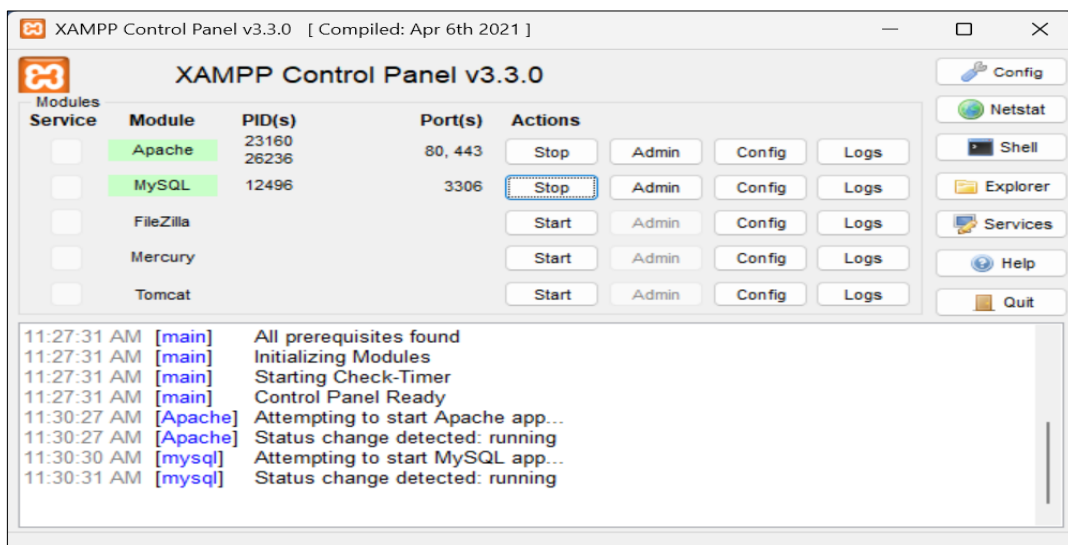 XAMPP Control Panel v3.3.0 [ Compiled: Apr 6th 2021 ]
XAMPP Control Panel v3.3.0
Config
Modules
Netstat
Service Module PID(s) Port(s) Actions
Apache 23160 26236 80, 443 Stop Admin Config Logs
Shell
MySQL 12496 3306 Stop Admin Config Logs
Explorer
FileZilla Start Admin Config Logs
Services
Mercury Start Admin Config Logs
Help
Tomcat Start Admin Config Logs
Quit
11:27:31 AM [main] All prerequisites found
11:27:31 AM [main] Initializing Modules
11:27:31 AM [main] Starting Check-Timer
11:27:31 AM [main] Control Panel Ready
11:30:27 AM [Apache] Attempting to start Apache app...
11:30:27 AM [Apache] Status change detected: running
11:30:30 AM [mysql] Attempting to start MySQL app...
11:30:31 AM [mysql] Status change detected: running